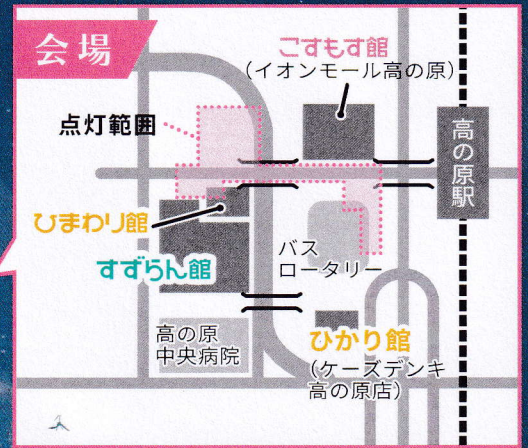 会場
こすもす館
(イオンモール高の原)
点灯範囲
高の原駅
ひまわり館
すずらん館
バス
ロータリー
高の原
中央病院
ひかり館
(ケーズデンキ
高の原店)